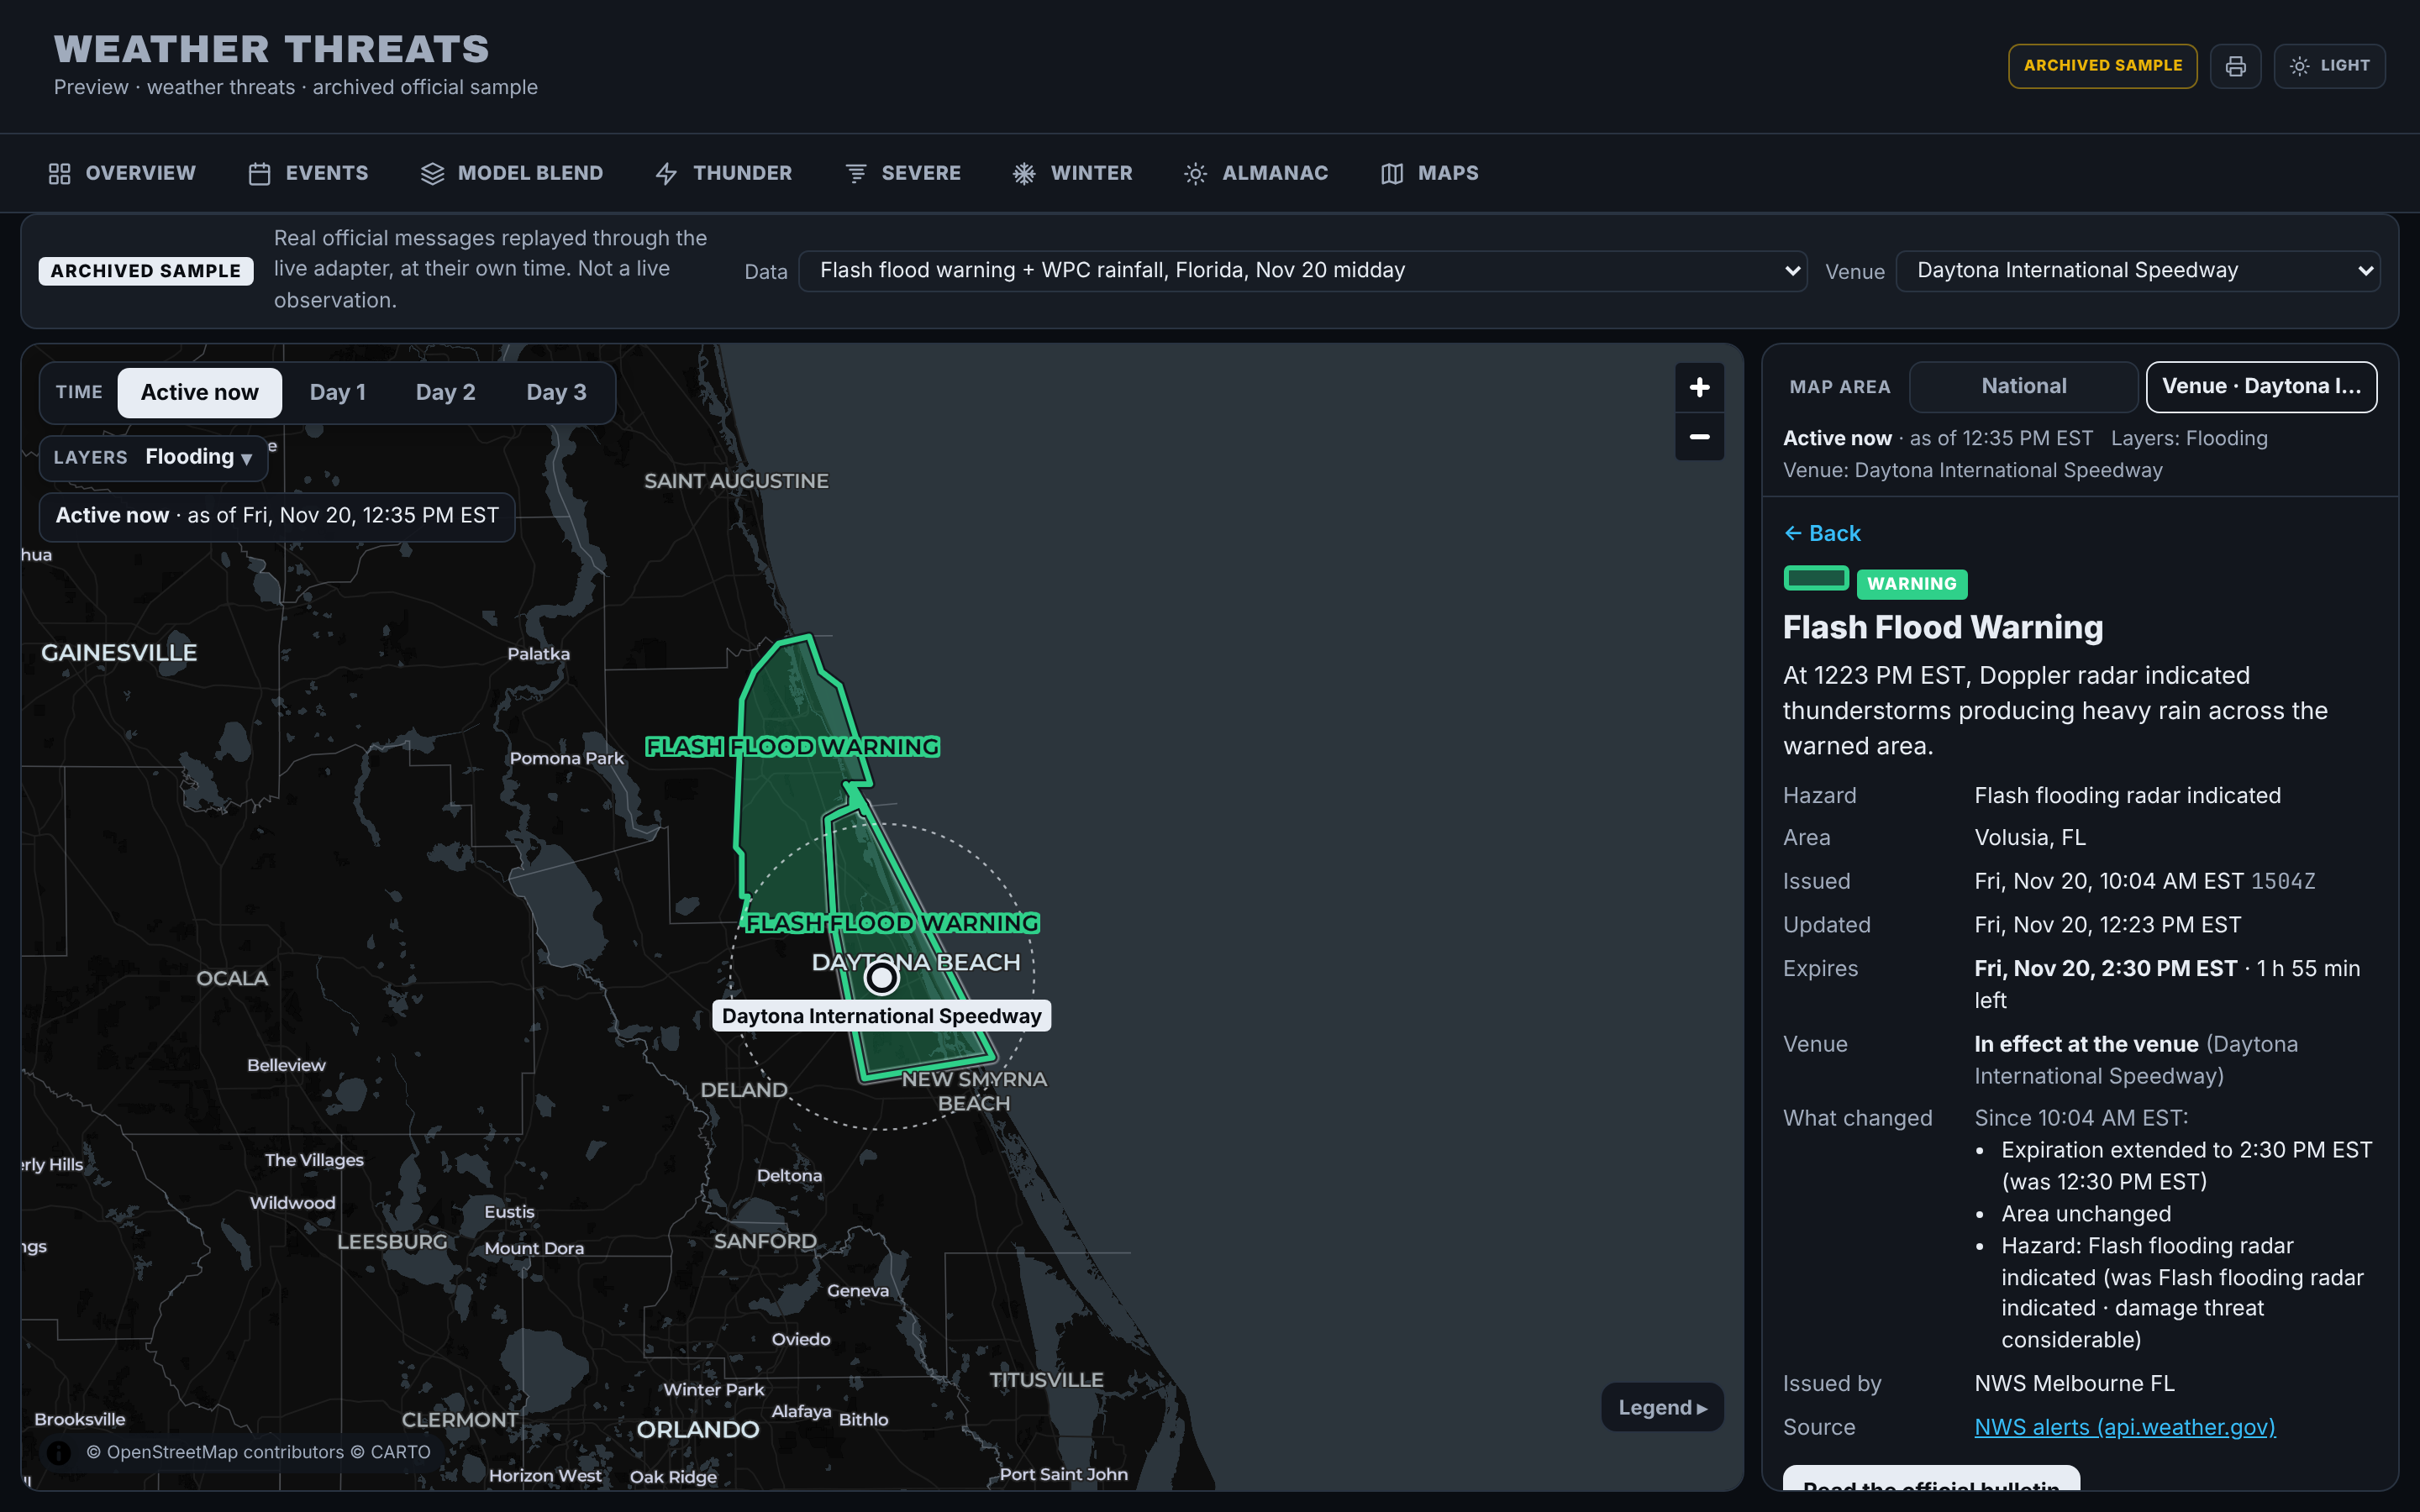 WEATHER THREATS
Preview · weather threats · archived official sample
ARCHIVED SAMPLE
LIGHT
OVERVIEW
EVENTS
MODEL BLEND
THUNDER
SEVERE
WINTER
ALMANAC
MAPS
ARCHIVED SAMPLE
Real official messages replayed through the
live adapter, at their own time. Not a live
observation.
Data
Flash flood warning + WPC rainfall, Florida, Nov 20 midday
Venue
Daytona International Speedway
TIME
Active now
Day 1
Day 2
Day 3
LAYERS Flooding ▾
Active now · as of Fri, Nov 20, 12:35 PM EST
+
−
SAINT AUGUSTINE
hua
GAINESVILLE
Palatka
FLASH FLOOD WARNING
Pomona Park
FLASH FLOOD WARNING
DAYTONA BEACH
OCALA
Daytona International Speedway
Belleview
DELAND
NEW SMYRNA
BEACH
The Villages
erly Hills
Deltona
Wildwood
Eustis
LEESBURG
Mount Dora
SANFORD
ngs
Geneva
Oviedo
TITUSVILLE
Winter Park
Alafaya
Bithlo
Brooksville
CLERMONT
ORLANDO
Legend ▸
© OpenStreetMap contributors © CARTO
Horizon West
Oak Ridge
Port Saint John
MAP AREA
National
Venue · Daytona I...
Active now · as of 12:35 PM EST Layers: Flooding
Venue: Daytona International Speedway
← Back
WARNING
Flash Flood Warning
At 1223 PM EST, Doppler radar indicated
thunderstorms producing heavy rain across the
warned area.
Hazard Flash flooding radar indicated
Area Volusia, FL
Issued Fri, Nov 20, 10:04 AM EST 1504Z
Updated Fri, Nov 20, 12:23 PM EST
Expires Fri, Nov 20, 2:30 PM EST · 1 h 55 min
left
Venue In effect at the venue (Daytona
International Speedway)
What changed Since 10:04 AM EST:
• Expiration extended to 2:30 PM EST
(was 12:30 PM EST)
• Area unchanged
• Hazard: Flash flooding radar
indicated (was Flash flooding radar
indicated · damage threat
considerable)
Issued by NWS Melbourne FL
Source NWS alerts (api.weather.gov)
Read the official bulletin